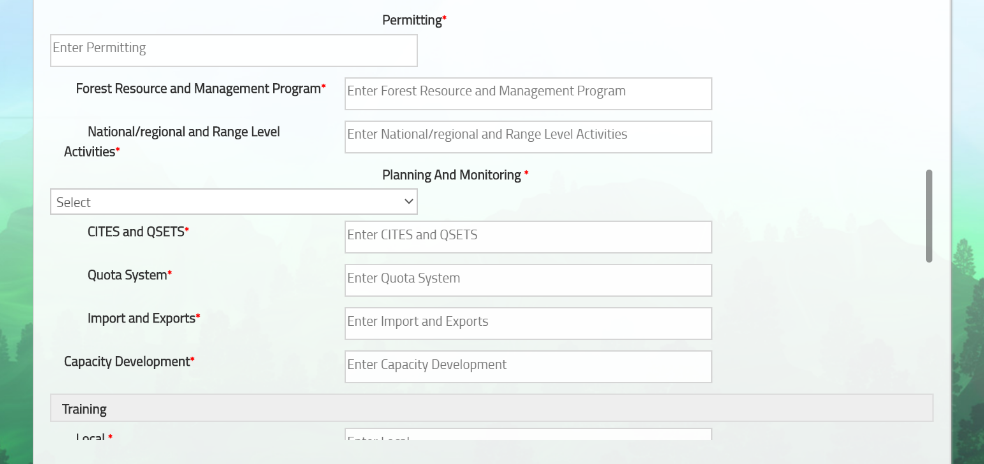 Permitting*
Enter Permitting
Forest Resource and Management Program*
Enter Forest Resource and Management Program
National/regional and Range Level
Activities*
Enter National/regional and Range Level Activities
Planning And Monitoring *
Select
CITES and QSETS*
Enter CITES and QSETS
Quota System*
Enter Quota System
Import and Exports*
Enter Import and Exports
Capacity Development*
Enter Capacity Development
Training
Local *
Enter Local